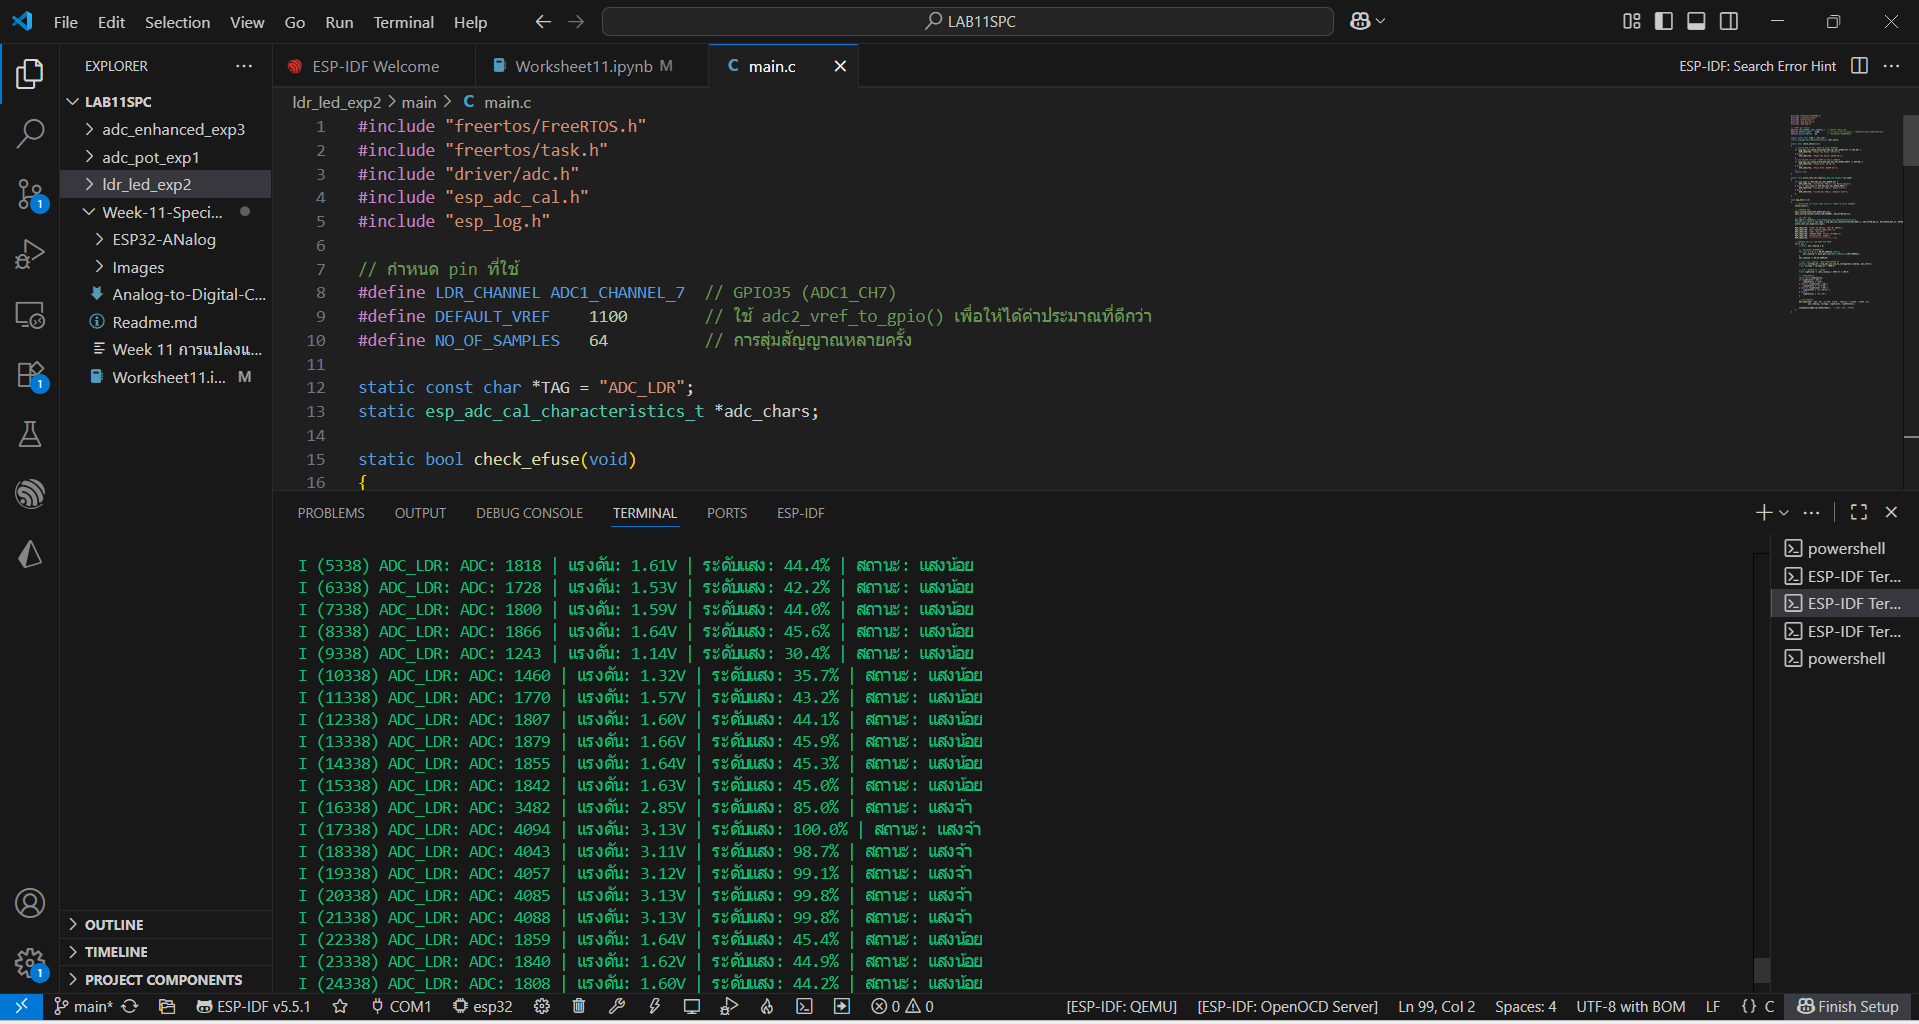 File Edit Selection View Go Run Terminal Help
LAB11SPC
EXPLORER
LAB11SPC
adc_enhanced_exp3
adc_pot_exp1
ldr_led_exp2
Week-11-Speci...
ESP32-ANalog
Images
Analog-to-Digital-C...
Readme.md
Week 11 การแปลงแ...
Worksheet11.i... M
OUTLINE
TIMELINE
PROJECT COMPONENTS
ESP-IDF Welcome
Worksheet11.ipynb M
C main.c
ESP-IDF: Search Error Hint
ldr_led_exp2 > main > C main.c
1 #include "freertos/FreeRTOS.h"
2 #include "freertos/task.h"
3 #include "driver/adc.h"
4 #include "esp_adc_cal.h"
5 #include "esp_log.h"
6
7 // กำหนด pin ที่ใช้
8 #define LDR_CHANNEL ADC1_CHANNEL_7 // GPIO35 (ADC1_CH7)
9 #define DEFAULT_VREF 1100 // ใช้ adc2_vref_to_gpio() เพื่อให้ได้ค่าประมาณที่ดีกว่า
10 #define NO_OF_SAMPLES 64 // การสุ่มสัญญาณหลายครั้ง
11
12 static const char *TAG = "ADC_LDR";
13 static esp_adc_cal_characteristics_t *adc_chars;
14
15 static bool check_efuse(void)
16 {
PROBLEMS OUTPUT DEBUG CONSOLE TERMINAL PORTS ESP-IDF
I (5338) ADC_LDR: ADC: 1818 | แรงดัน: 1.61V | ระดับแสง: 44.4% | สถานะ: แสงน้อย
I (6338) ADC_LDR: ADC: 1728 | แรงดัน: 1.53V | ระดับแสง: 42.2% | สถานะ: แสงน้อย
I (7338) ADC_LDR: ADC: 1800 | แรงดัน: 1.59V | ระดับแสง: 44.0% | สถานะ: แสงน้อย
I (8338) ADC_LDR: ADC: 1866 | แรงดัน: 1.64V | ระดับแสง: 45.6% | สถานะ: แสงน้อย
I (9338) ADC_LDR: ADC: 1243 | แรงดัน: 1.14V | ระดับแสง: 30.4% | สถานะ: แสงน้อย
I (10338) ADC_LDR: ADC: 1460 | แรงดัน: 1.32V | ระดับแสง: 35.7% | สถานะ: แสงน้อย
I (11338) ADC_LDR: ADC: 1770 | แรงดัน: 1.57V | ระดับแสง: 43.2% | สถานะ: แสงน้อย
I (12338) ADC_LDR: ADC: 1807 | แรงดัน: 1.60V | ระดับแสง: 44.1% | สถานะ: แสงน้อย
I (13338) ADC_LDR: ADC: 1879 | แรงดัน: 1.66V | ระดับแสง: 45.9% | สถานะ: แสงน้อย
I (14338) ADC_LDR: ADC: 1855 | แรงดัน: 1.64V | ระดับแสง: 45.3% | สถานะ: แสงน้อย
I (15338) ADC_LDR: ADC: 1842 | แรงดัน: 1.63V | ระดับแสง: 45.0% | สถานะ: แสงน้อย
I (16338) ADC_LDR: ADC: 3482 | แรงดัน: 2.85V | ระดับแสง: 85.0% | สถานะ: แสงจ้า
I (17338) ADC_LDR: ADC: 4094 | แรงดัน: 3.13V | ระดับแสง: 100.0% | สถานะ: แสงจ้า
I (18338) ADC_LDR: ADC: 4043 | แรงดัน: 3.11V | ระดับแสง: 98.7% | สถานะ: แสงจ้า
I (19338) ADC_LDR: ADC: 4057 | แรงดัน: 3.12V | ระดับแสง: 99.1% | สถานะ: แสงจ้า
I (20338) ADC_LDR: ADC: 4085 | แรงดัน: 3.13V | ระดับแสง: 99.8% | สถานะ: แสงจ้า
I (21338) ADC_LDR: ADC: 4088 | แรงดัน: 3.13V | ระดับแสง: 99.8% | สถานะ: แสงจ้า
I (22338) ADC_LDR: ADC: 1859 | แรงดัน: 1.64V | ระดับแสง: 45.4% | สถานะ: แสงน้อย
I (23338) ADC_LDR: ADC: 1840 | แรงดัน: 1.62V | ระดับแสง: 44.9% | สถานะ: แสงน้อย
I (24338) ADC_LDR: ADC: 1808 | แรงดัน: 1.60V | ระดับแสง: 44.2% | สถานะ: แสงน้อย
powershell
ESP-IDF Ter...
ESP-IDF Ter...
ESP-IDF Ter...
powershell
main* ESP-IDF v5.5.1 COM1 esp32 0 0 [ESP-IDF: QEMU] [ESP-IDF: OpenOCD Server] Ln 99, Col 2 Spaces: 4 UTF-8 with BOM LF {} C Finish Setup